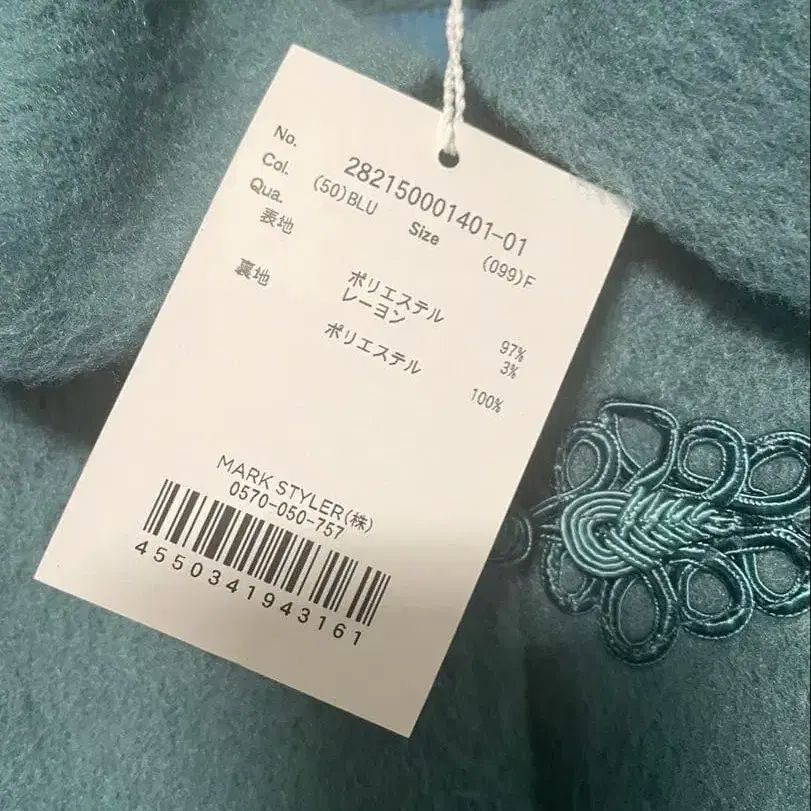 No. 282150001401-01
Col. (50)BLU Size (099)F
Qua.
表地 ポリエステル 97%
レーヨン 3%
裏地 ポリエステル 100%
MARK STYLER(株)
0570-050-757
4550341943161